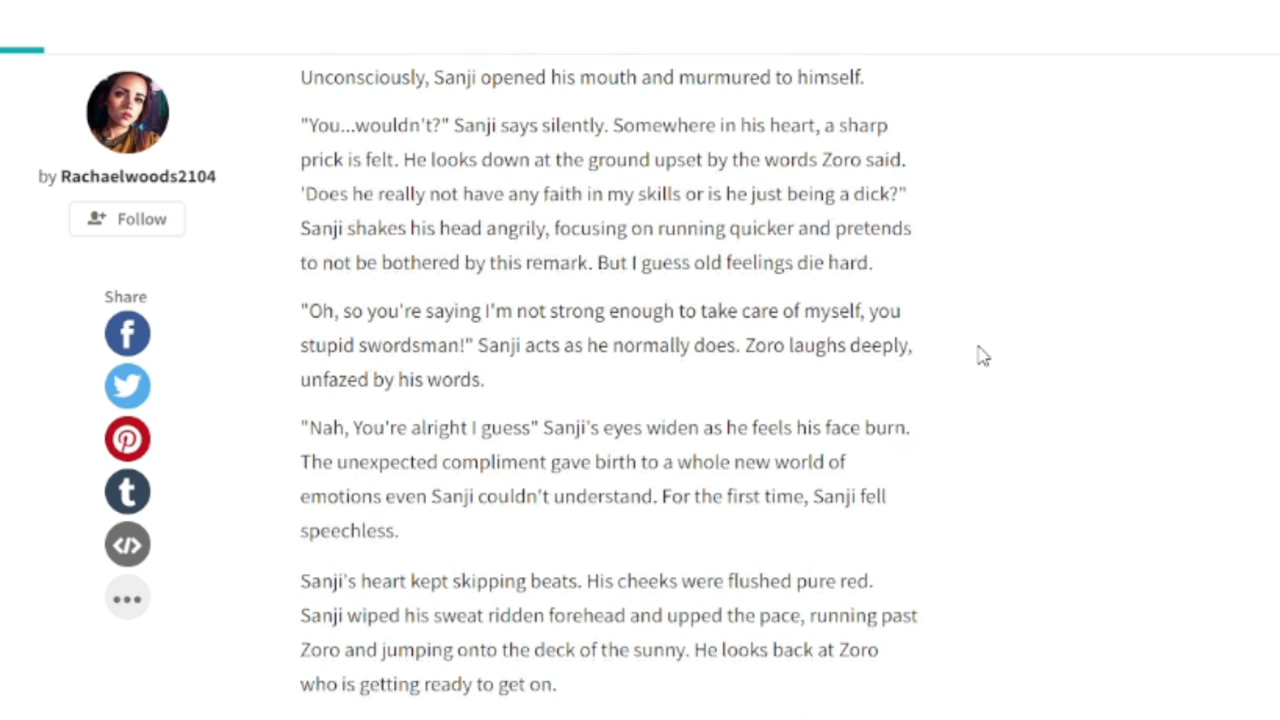 Unconsciously, Sanji opened his mouth and murmured to himself.
"You...wouldn't?" Sanji says silently. Somewhere in his heart, a sharp
prick is felt. He looks down at the ground upset by the words Zoro said.
'Does he really not have any faith in my skills or is he just being a dick?"
Sanji shakes his head angrily, focusing on running quicker and pretends
to not be bothered by this remark. But I guess old feelings die hard.
"Oh, so you're saying I'm not strong enough to take care of myself, you
stupid swordsman!" Sanji acts as he normally does. Zoro laughs deeply,
unfazed by his words.
"Nah, You're alright I guess" Sanji's eyes widen as he feels his face burn.
The unexpected compliment gave birth to a whole new world of
emotions even Sanji couldn't understand. For the first time, Sanji fell
speechless.
Sanji's heart kept skipping beats. His cheeks were flushed pure red.
Sanji wiped his sweat ridden forehead and upped the pace, running past
Zoro and jumping onto the deck of the sunny. He looks back at Zoro
who is getting ready to get on.
by Rachaelwoods2104
Follow
Share